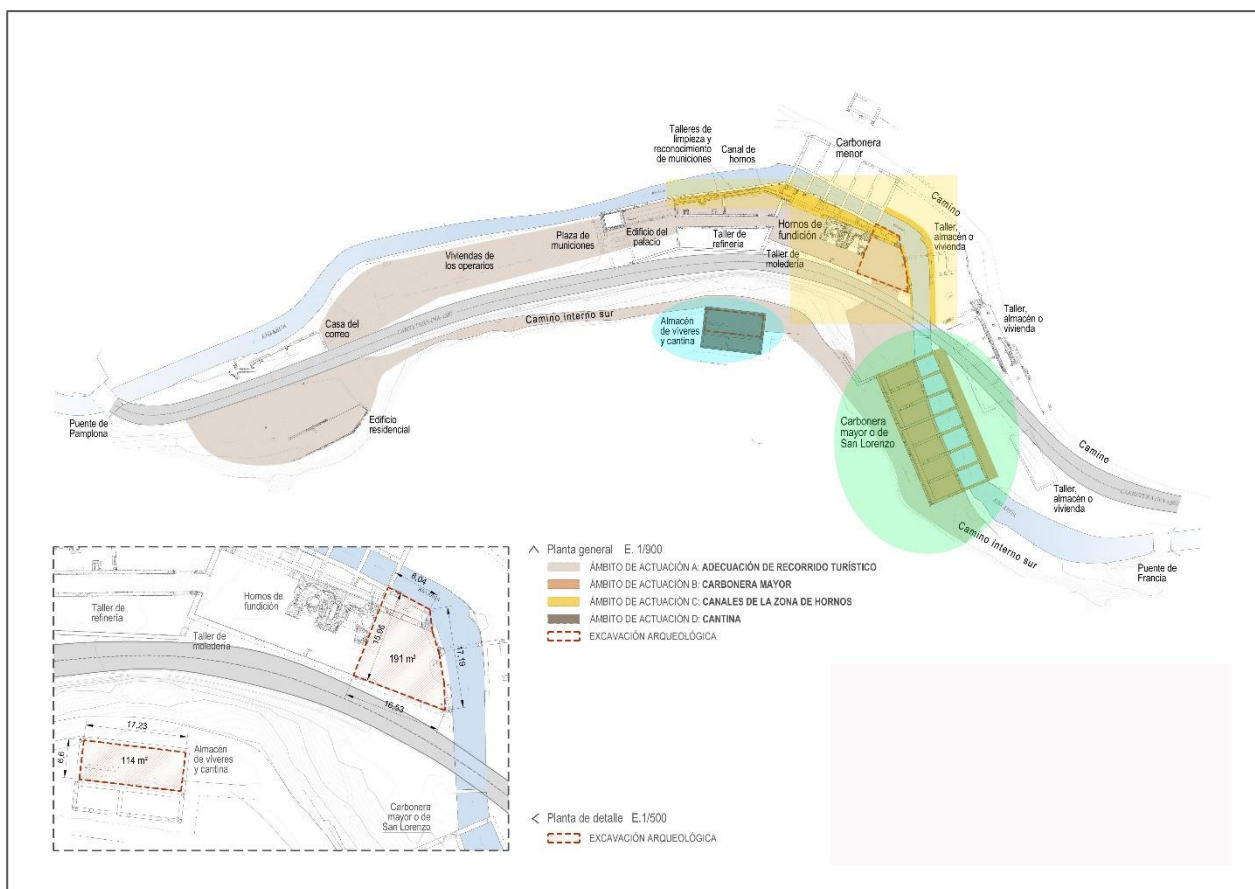 Talleres de
limpieza y
reconocimiento
de municiones
Canal de
hornos
Carbonera
menor
Camino
Plaza de
municiones
Edificio del
palacio
Taller de
refinería
Hornos de
fundición
Taller,
almacén o
vivienda
Viviendas de
los operarios
Taller de
moledería
Casa del
correo
Camino interno sur
Almacén
de víveres
y cantina
Taller,
almacén o
vivienda
Puente de
Pamplona
Edificio
residencial
Carbonera
mayor o de
San Lorenzo
Camino
Taller,
almacén o
vivienda
Camino interno sur
Puente de
Francia
Planta general E. 1/900
ÁMBITO DE ACTUACIÓN A: ADECUACIÓN DE RECORRIDO TURÍSTICO
ÁMBITO DE ACTUACIÓN B: CARBONERA MAYOR
ÁMBITO DE ACTUACIÓN C: CANALES DE LA ZONA DE HORNOS
ÁMBITO DE ACTUACIÓN D: CANTINA
EXCAVACIÓN ARQUEOLÓGICA
Hornos de
fundición
6,04
Taller de
refinería
Taller de
moledería
15,06
191 m²
17,19
16,53
17,23
6,6
114 m²
Almacén
de víveres
y cantina
Carbonera
mayor o de
San Lorenzo
Planta de detalle E.1/500
EXCAVACIÓN ARQUEOLÓGICA